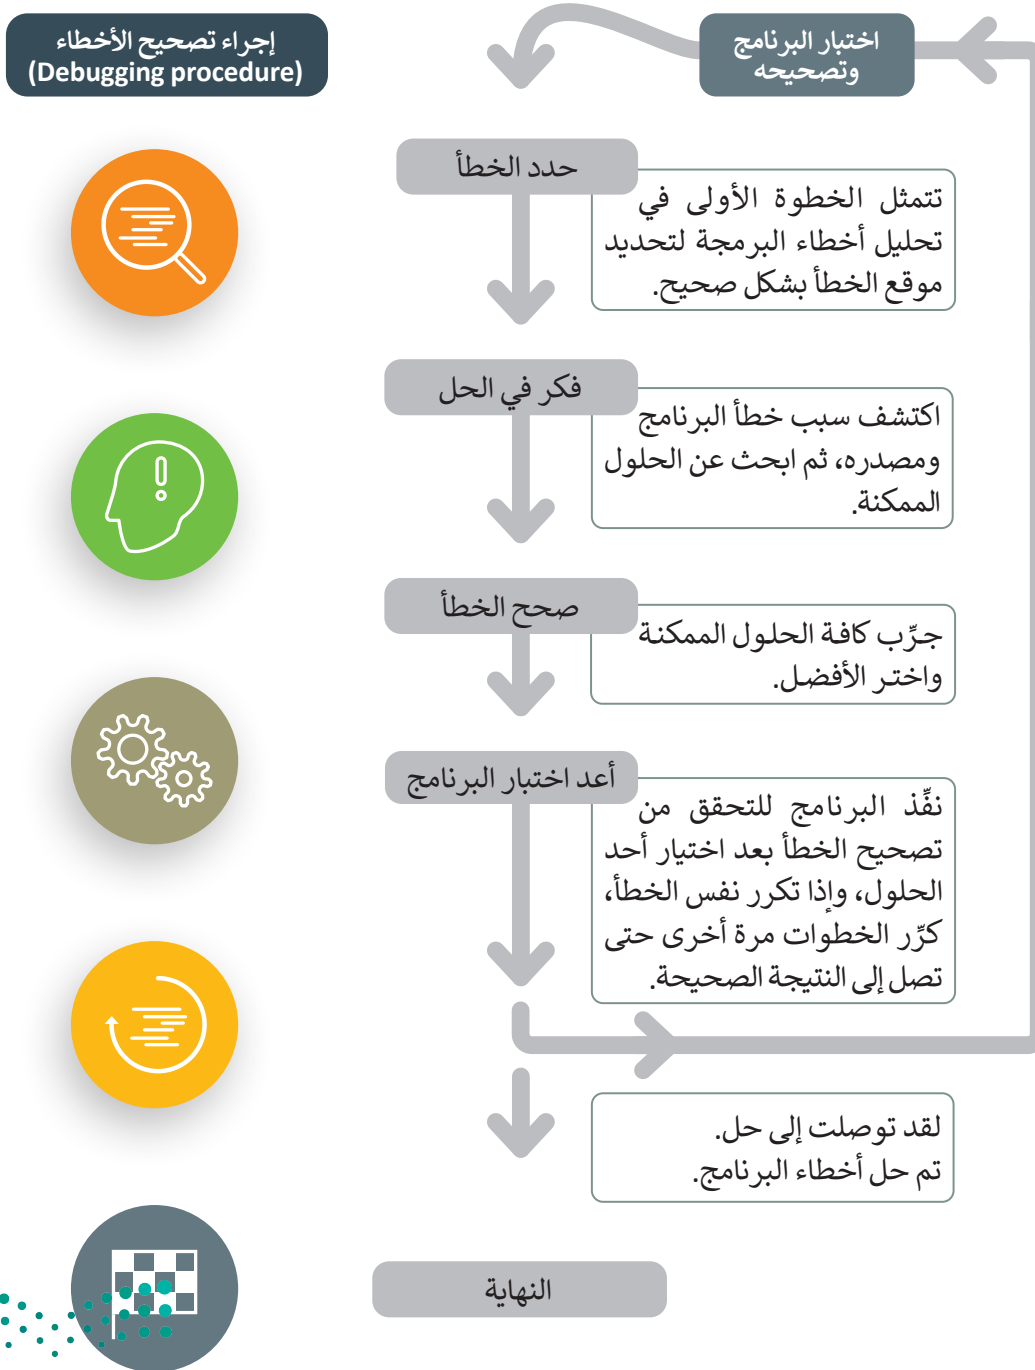 إجراء تصحيح الأخطاء
(Debugging procedure)
اختبار البرنامج
وتصحيحه
حدد الخطأ
تتمثل الخطوة الأولى في
تحليل أخطاء البرمجة لتحديد
موقع الخطأ بشكل صحيح.
فكر في الحل
اكتشف سبب خطأ البرنامج
ومصدره، ثم ابحث عن الحلول
الممكنة.
صحح الخطأ
جرِّب كافة الحلول الممكنة
واختر الأفضل.
أعد اختبار البرنامج
نفِّذ البرنامج للتحقق من
تصحيح الخطأ بعد اختيار أحد
الحلول، وإذا تكرر نفس الخطأ،
كرِّر الخطوات مرة أخرى حتى
تصل إلى النتيجة الصحيحة.
لقد توصلت إلى حل.
تم حل أخطاء البرنامج.
النهاية